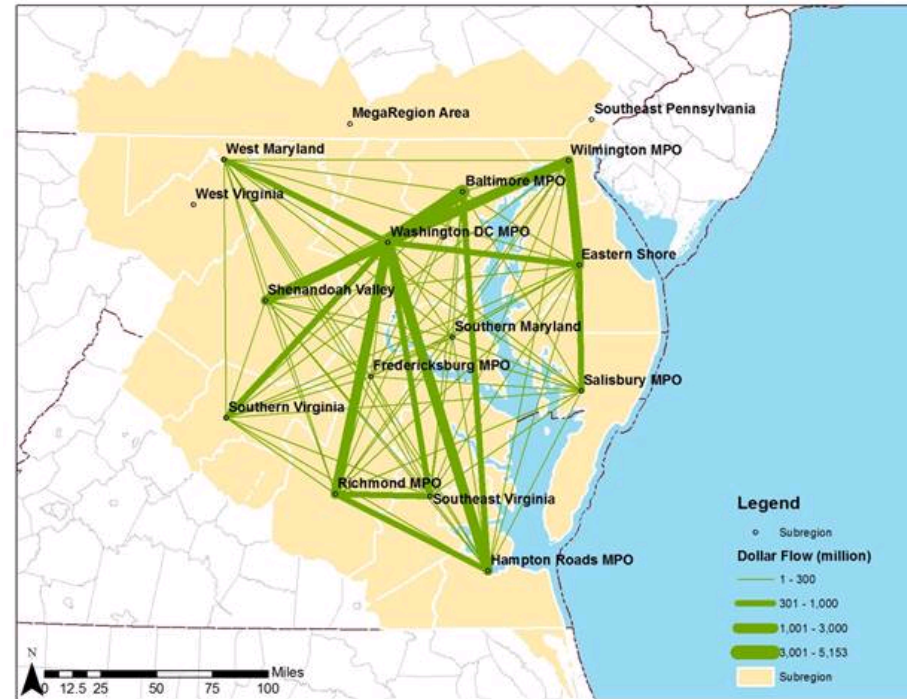 MegaRegion Area
Southeast Pennsylvania
West Maryland
Wilmington MPO
Baltimore MPO
West Virginia
Washington DC MPO
Eastern Shore
Shenandoah Valley
Southern Maryland
Fredericksburg MPO
Salisbury MPO
Southern Virginia
Richmond MPO
Southeast Virginia
Hampton Roads MPO
Legend
Subregion
Dollar Flow (million)
1 - 300
301 - 1,000
1,001 - 3,000
3,001 - 5,153
Subregion
N
Miles
0 12.5 25 50 75 100